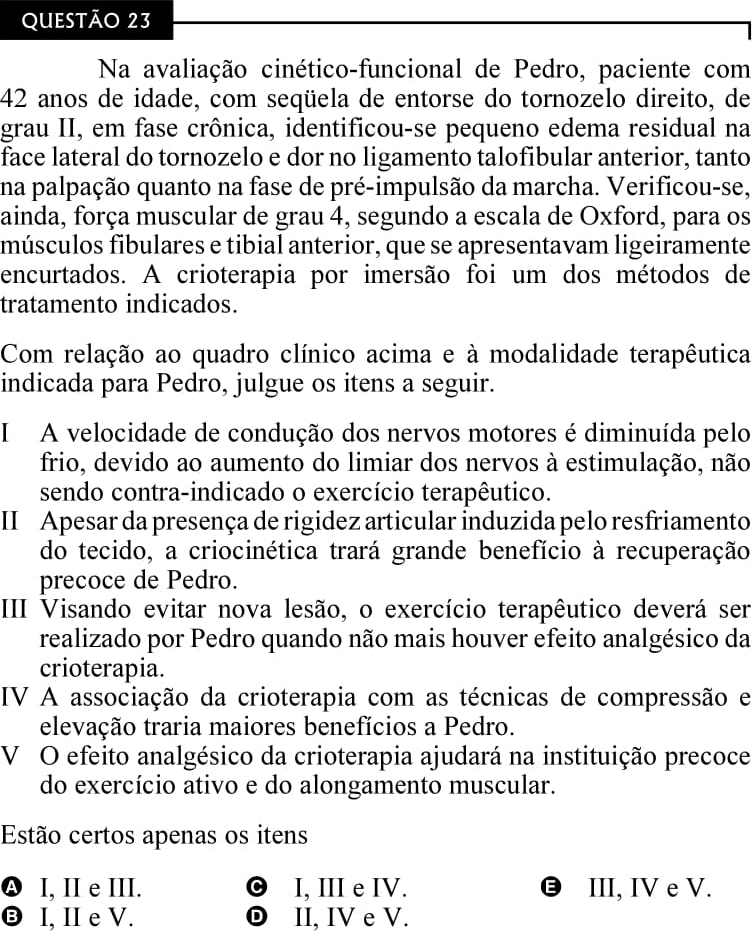 QUESTÃO 23
Na avaliação cinético-funcional de Pedro, paciente com
42 anos de idade, com seqüela de entorse do tornozelo direito, de
grau II, em fase crônica, identificou-se pequeno edema residual na
face lateral do tornozelo e dor no ligamento talofibular anterior, tanto
na palpação quanto na fase de pré-impulsão da marcha. Verificou-se,
ainda, força muscular de grau 4, segundo a escala de Oxford, para os
músculos fibulares e tibial anterior, que se apresentavam ligeiramente
encurtados. A crioterapia por imersão foi um dos métodos de
tratamento indicados.
Com relação ao quadro clínico acima e à modalidade terapêutica
indicada para Pedro, julgue os itens a seguir.
I A velocidade de condução dos nervos motores é diminuída pelo
frio, devido ao aumento do limiar dos nervos à estimulação, não
sendo contra-indicado o exercício terapêutico.
II Apesar da presença de rigidez articular induzida pelo resfriamento
do tecido, a criocinética trará grande benefício à recuperação
precoce de Pedro.
III Visando evitar nova lesão, o exercício terapêutico deverá ser
realizado por Pedro quando não mais houver efeito analgésico da
crioterapia.
IV A associação da crioterapia com as técnicas de compressão e
elevação traria maiores benefícios a Pedro.
V O efeito analgésico da crioterapia ajudará na instituição precoce
do exercício ativo e do alongamento muscular.
Estão certos apenas os itens
A I, II e III. C I, III e IV. E III, IV e V.
B I, II e V. D II, IV e V.